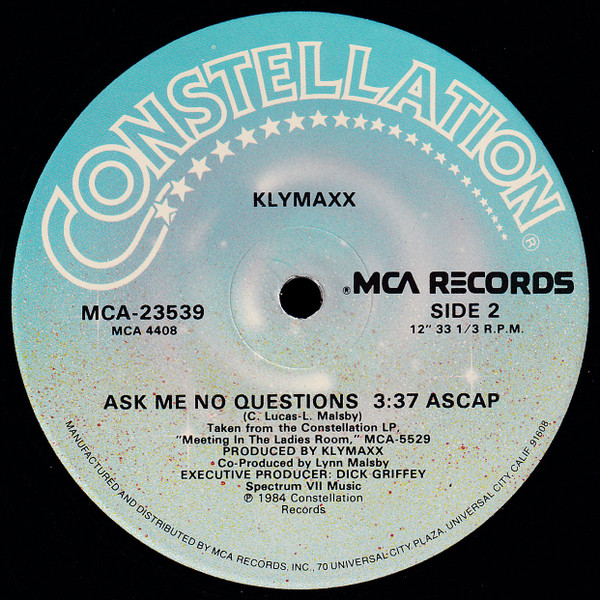 CONSTELLATION®
KLYMAXX
® MCA RECORDS
MCA-23539
MCA 4408
SIDE 2
12" 33 1/3 R.P.M.
ASK ME NO QUESTIONS 3:37 ASCAP
(C. Lucas-L. Malsby)
Taken from the Constellation LP,
"Meeting In The Ladies Room," MCA-5529
PRODUCED BY KLYMAXX
Co-Produced by Lynn Malsby
EXECUTIVE PRODUCER: DICK GRIFFEY
Spectrum VII Music
℗ 1984 Constellation
Records
MANUFACTURED AND DISTRIBUTED BY MCA RECORDS, INC., 70 UNIVERSAL CITY PLAZA, UNIVERSAL CITY, CALIF. 91608